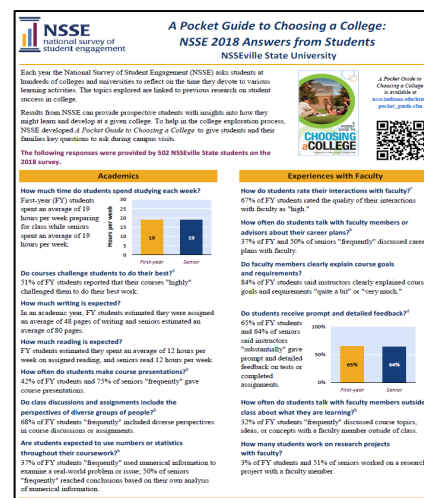 NSSE
national survey of
student engagement
A Pocket Guide to Choosing a College:
NSSE 2018 Answers from Students
NSSEville State University
Each year the National Survey of Student Engagement (NSSE) asks students at
hundreds of colleges and universities to reflect on the time they devote to various
learning activities. The topics explored are linked to previous research on student
success in college.
Results from NSSE can provide prospective students with insights into how they
might learn and develop at a given college. To help in the college exploration process,
NSSE developed A Pocket Guide to Choosing a College to give students and their
families key questions to ask during campus visits.
The following responses were provided by 502 NSSEville State students on the
2018 survey.
A POCKET
GUIDE TO
CHOOSING
a COLLEGE
A Pocket Guide to
Choosing a College
is available at
nsse.indiana.edu/htm
pocket_guide.cfm
Academics
How much time do students spend studying each week?
First-year (FY) students
spent an average of 19
hours per week preparing
for class while seniors
spent an average of 19
hours per week.
Hours per week
30
25
20
15
10
5
0
19
19
First-year
Senior
Do courses challenge students to do their best?a
51% of FY students reported that their courses "highly"
challenged them to do their best work.
How much writing is expected?
In an academic year, FY students estimated they were assigned
an average of 48 pages of writing and seniors estimated an
average of 80 pages.
How much reading is expected?
FY students estimated they spent an average of 12 hours per
week on assigned reading, and seniors read 12 hours per week.
How often do students make course presentations?b
42% of FY students and 75% of seniors "frequently" gave
course presentations.
Do class discussions and assignments include the
perspectives of diverse groups of people?b
68% of FY students "frequently" included diverse perspectives
in course discussions or assignments.
Are students expected to use numbers or statistics
throughout their coursework?b
37% of FY students "frequently" used numerical information to
examine a real-world problem or issue; 50% of seniors
"frequently" reached conclusions based on their own analysis
of numerical information.
Experiences with Faculty
How do students rate their interactions with faculty?c
67% of FY students rated the quality of their interactions
with faculty as "high."
How often do students talk with faculty members or
advisors about their career plans?b
37% of FY and 50% of seniors "frequently" discussed career
plans with faculty.
Do faculty members clearly explain course goals
and requirements?
84% of FY students said instructors clearly explained course
goals and requirements "quite a bit" or "very much."
Do students receive prompt and detailed feedback?d
65% of FY students
and 64% of seniors
said instructors
"substantially" gave
prompt and detailed
feedback on tests or
completed
assignments.
100%
50%
0%
65%
64%
First-year
Senior
How often do students talk with faculty members outside
class about what they are learning?b
32% of FY students "frequently" discussed course topics,
ideas, or concepts with a faculty member outside of class.
How many students work on research projects
with faculty?
3% of FY students and 51% of seniors worked on a research
project with a faculty member.